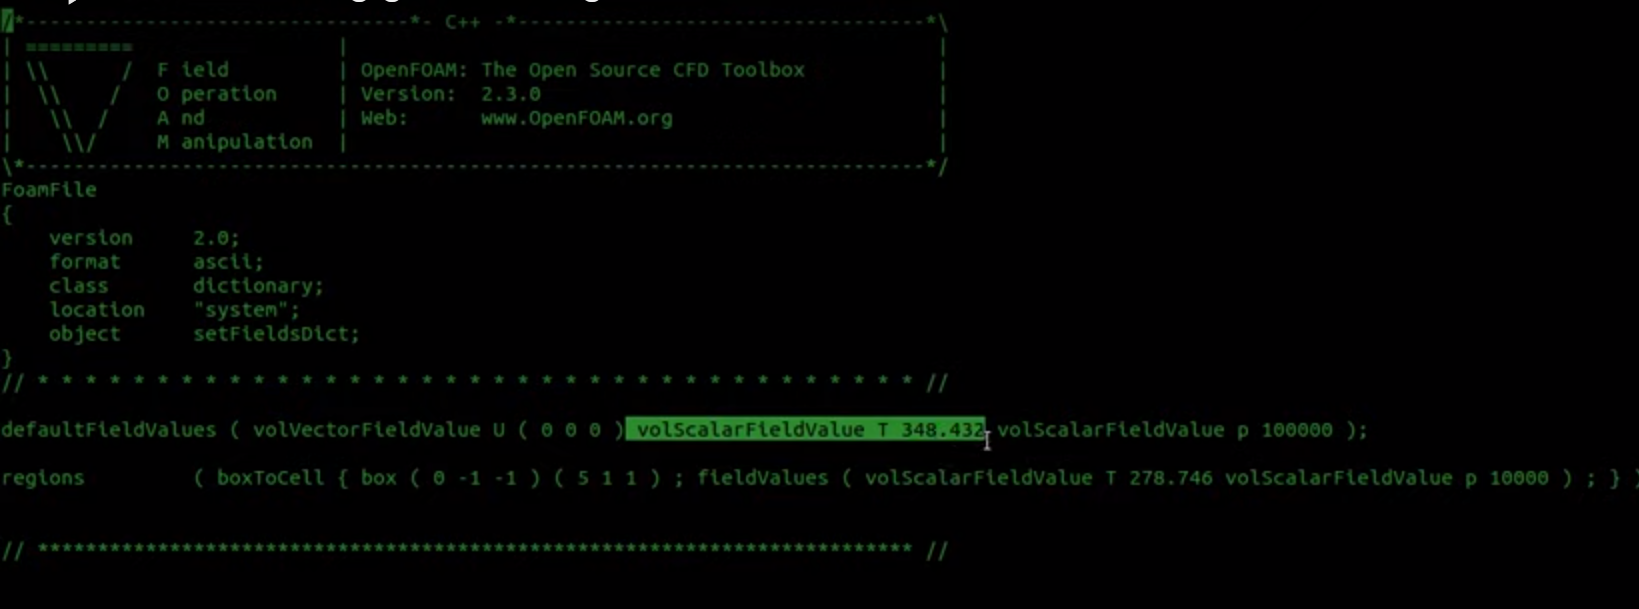 /*---------------------------------*- C++ -*----------------------------------*\
| =========                 |                                                 |
| \\      /  F ield         | OpenFOAM: The Open Source CFD Toolbox           |
|  \\    /   O peration     | Version:  2.3.0                                 |
|   \\  /    A nd           | Web:      www.OpenFOAM.org                      |
|    \\/     M anipulation  |                                                 |
\*---------------------------------------------------------------------------*/
FoamFile
{
    version     2.0;
    format      ascii;
    class       dictionary;
    location    "system";
    object      setFieldsDict;
}
// * * * * * * * * * * * * * * * * * * * * * * * * * * * * * * * * * * * * * //
defaultFieldValues ( volVectorFieldValue U ( 0 0 0 ) volScalarFieldValue T 348.432 volScalarFieldValue p 100000 );
regions         ( boxToCell { box ( 0 -1 -1 ) ( 5 1 1 ) ; fieldValues ( volScalarFieldValue T 278.746 volScalarFieldValue p 10000 ) ; } )
// ************************************************************************* //